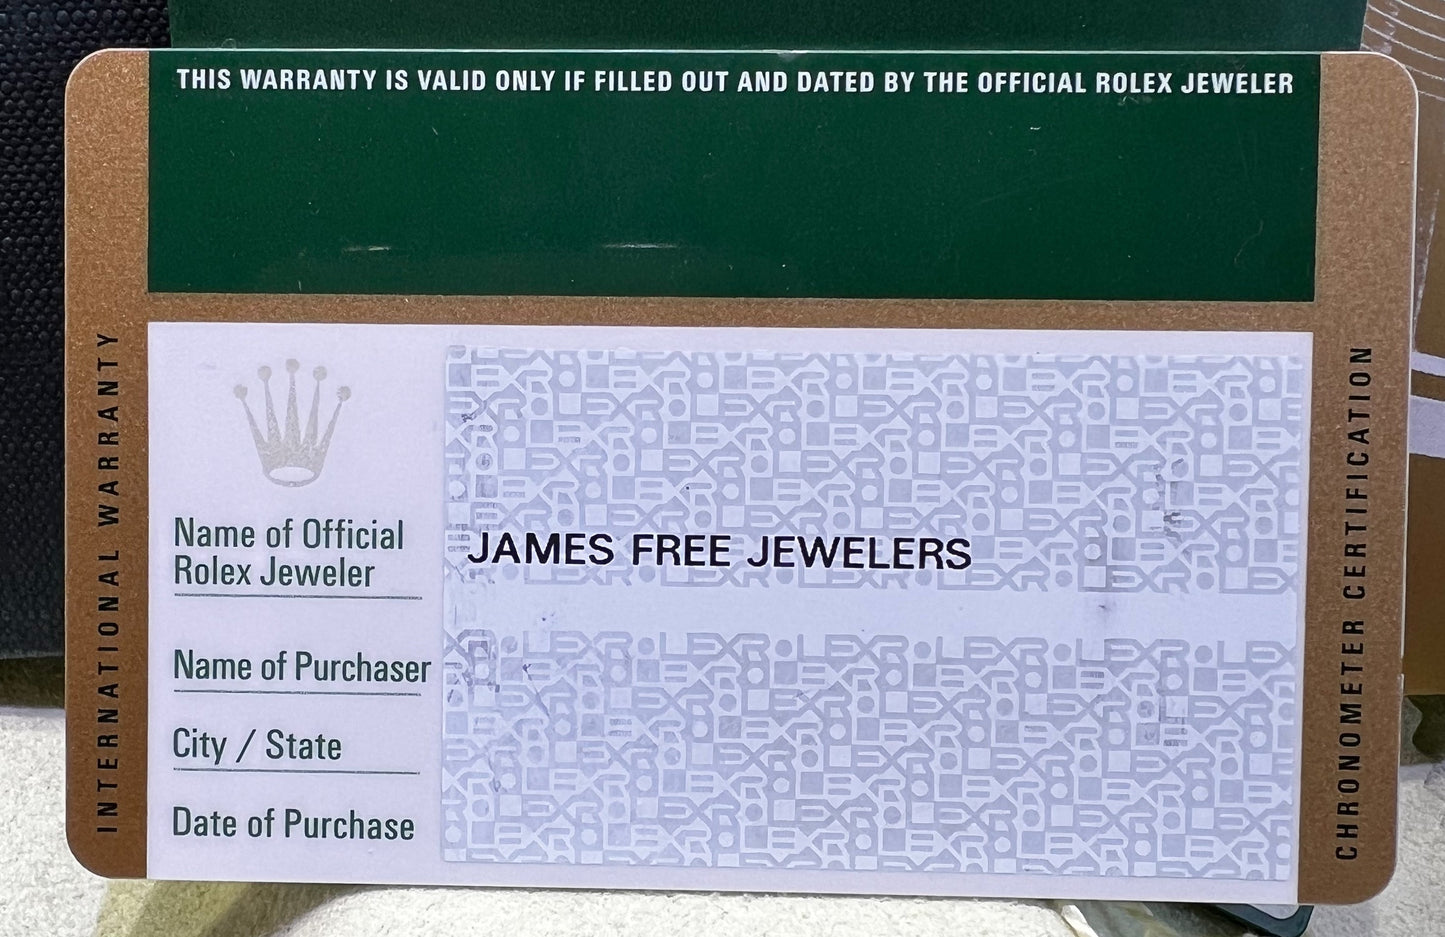 THIS WARRANTY IS VALID ONLY IF FILLED OUT AND DATED BY THE OFFICIAL ROLEX JEWELER
INTERNATIONAL WARRANTY
Name of Official
Rolex Jeweler
JAMES FREE JEWELERS
Name of Purchaser
City / State
Date of Purchase
CHRONOMETER CERTIFICATION